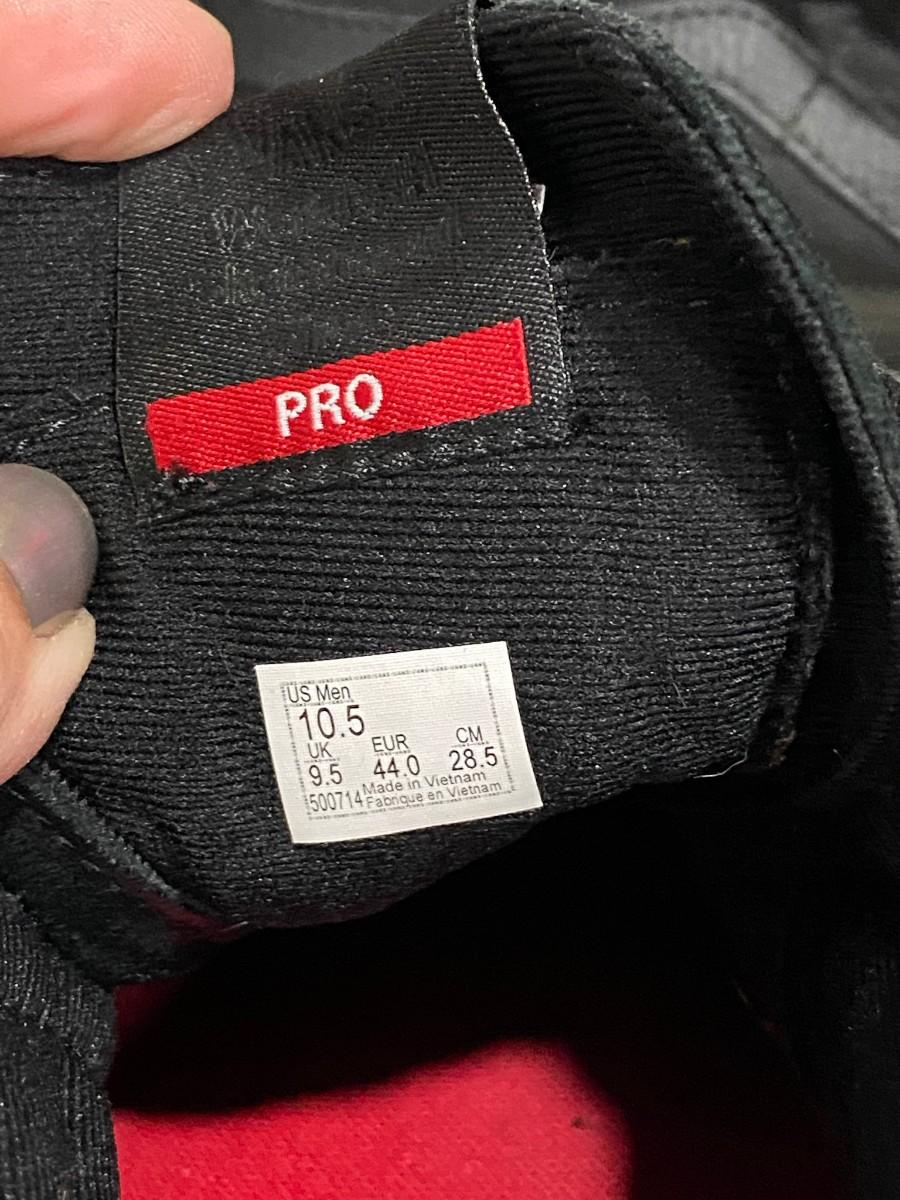 PRO
US Men
10.5
UK EUR CM
9.5 44.0 28.5
Made in Vietnam
500714 Fabrique en Vietnam